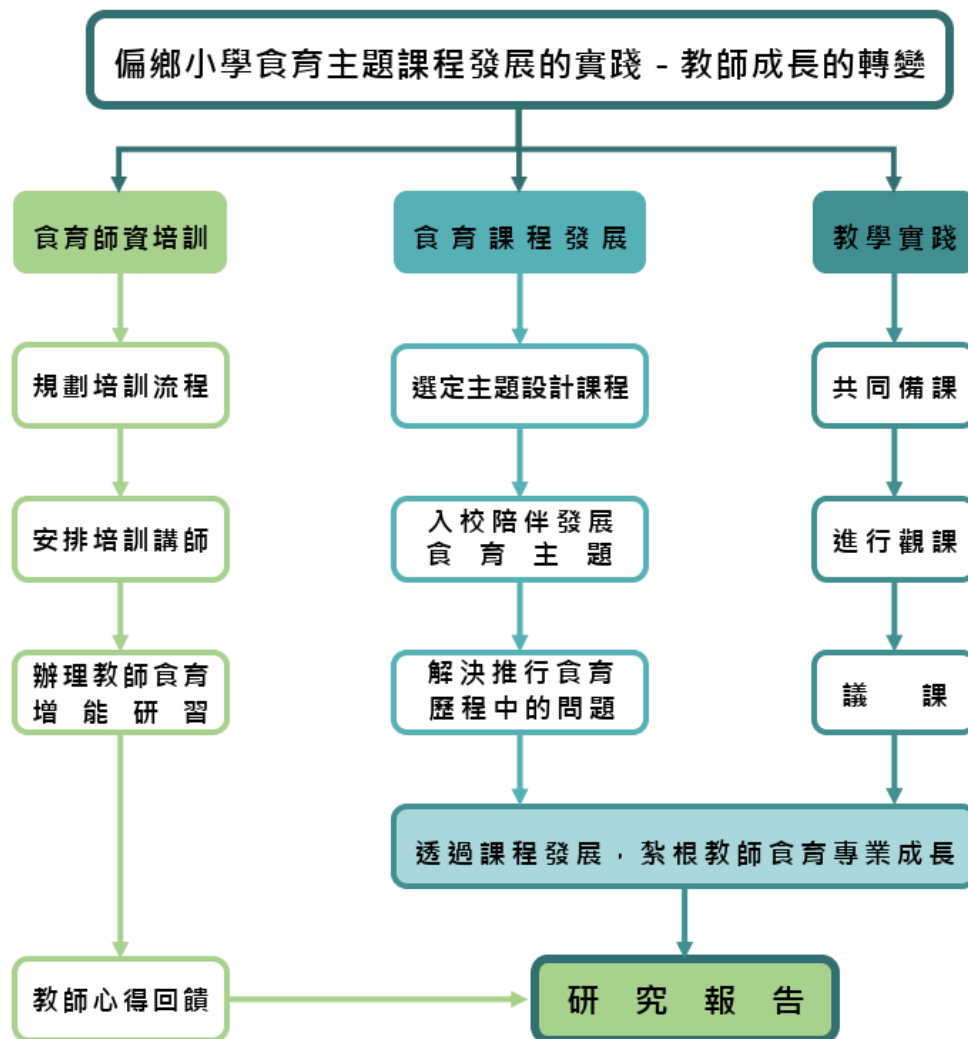 偏鄉小學食育主題課程發展的實踐 - 教師成長的轉變
食育師資培訓
食育課程發展
教學實踐
規劃培訓流程
選定主題設計課程
共同備課
安排培訓講師
入校陪伴發展
食育主題
進行觀課
辦理教師食育
增能研習
解決推行食育
歷程中的問題
議課
透過課程發展，紮根教師食育專業成長
教師心得回饋
研究報告